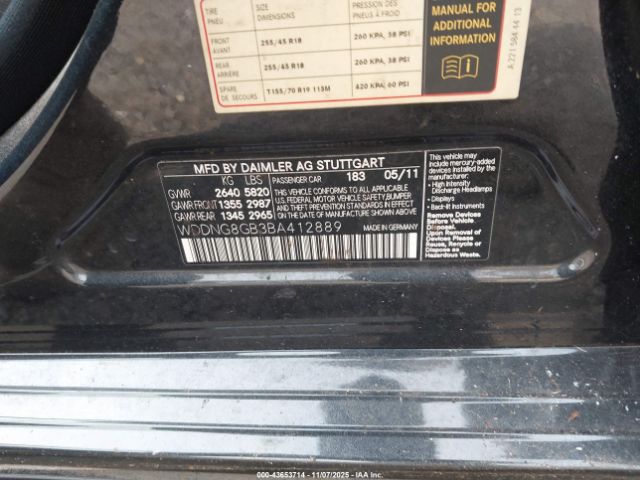 TIRE
PNEU
SIZE
DIMENSIONS
PRESSION DES
PNEUS À FROID
FRONT
AVANT
255/45 R18
260 KPA, 38 PSI
REAR
ARRIÈRE
255/45 R18
260 KPA, 38 PSI
SPARE
DE SECOURS
T155/70 R19 113M
420 KPA, 60 PSI
MANUAL FOR
ADDITIONAL
INFORMATION
A 221 584 44 13
MFD BY DAIMLER AG STUTTGART
KG LBS PASSENGER CAR 183 05/11
GVWR 2640 5820
GAWR FRONT 1355 2987
GAWR REAR 1345 2965
THIS VEHICLE CONFORMS TO ALL APPLICABLE
FEDERAL MOTOR VEHICLE SAFETY, BUMPER
AND THEFT PREVENTION STANDARDS IN EFFECT
ON THE DATE OF MANUFACTURE SHOWN ABOVE
WDDNG8GB3BA412889
MADE IN GERMANY
This vehicle may include
mercury-added devices
installed by the
manufacturer:
• High Intensity
Discharge Headlamps
• Displays
• Back-lit Instruments
Remove Devices Before
Vehicle Disposal.
Upon Removal of Devices
Please Reuse, Recycle or
Dispose as
Hazardous Waste.
000-43653714 - 11/07/2025 - IAAI.COM